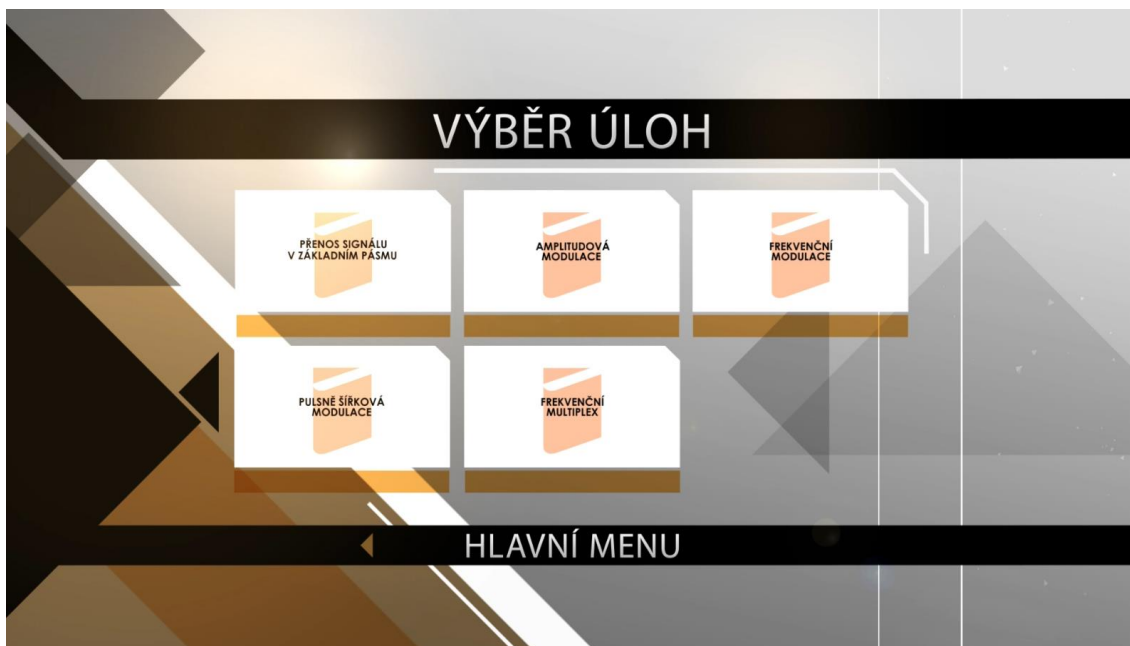 VÝBĚR ÚLOH
PŘENOS SIGNÁLU
V ZÁKLADNÍM PÁSMU
AMPLITUDOVÁ
MODULACE
FREKVENČNÍ
MODULACE
PULSNĚ ŠÍŘKOVÁ
MODULACE
FREKVENČNÍ
MULTIPLEX
HLAVNÍ MENU